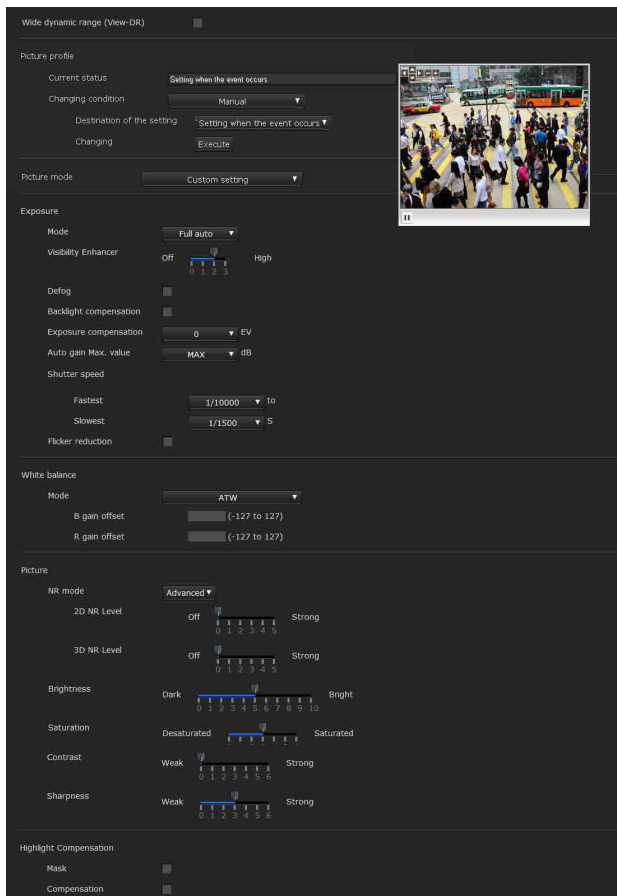 Wide dynamic range (View-DR)
Picture profile
Current status Setting when the event occurs
Changing condition Manual
Destination of the setting Setting when the event occurs
Changing Execute
Picture mode Custom setting
Exposure
Mode Full auto
Visibility Enhancer Off High
0 1 2 3
Defog
Backlight compensation
Exposure compensation 0 EV
Auto gain Max. value MAX dB
Shutter speed
Fastest 1/10000 to
Slowest 1/1500 S
Flicker reduction
White balance
Mode ATW
B gain offset (-127 to 127)
R gain offset (-127 to 127)
Picture
NR mode Advanced
2D NR Level Off Strong
0 1 2 3 4 5
3D NR Level Off Strong
0 1 2 3 4 5
Brightness Dark Bright
0 1 2 3 4 5 6 7 8 9 10
Saturation Desaturated Saturated
Contrast Weak Strong
0 1 2 3 4 5 6
Sharpness Weak Strong
0 1 2 3 4 5 6
Highlight Compensation
Mask
Compensation